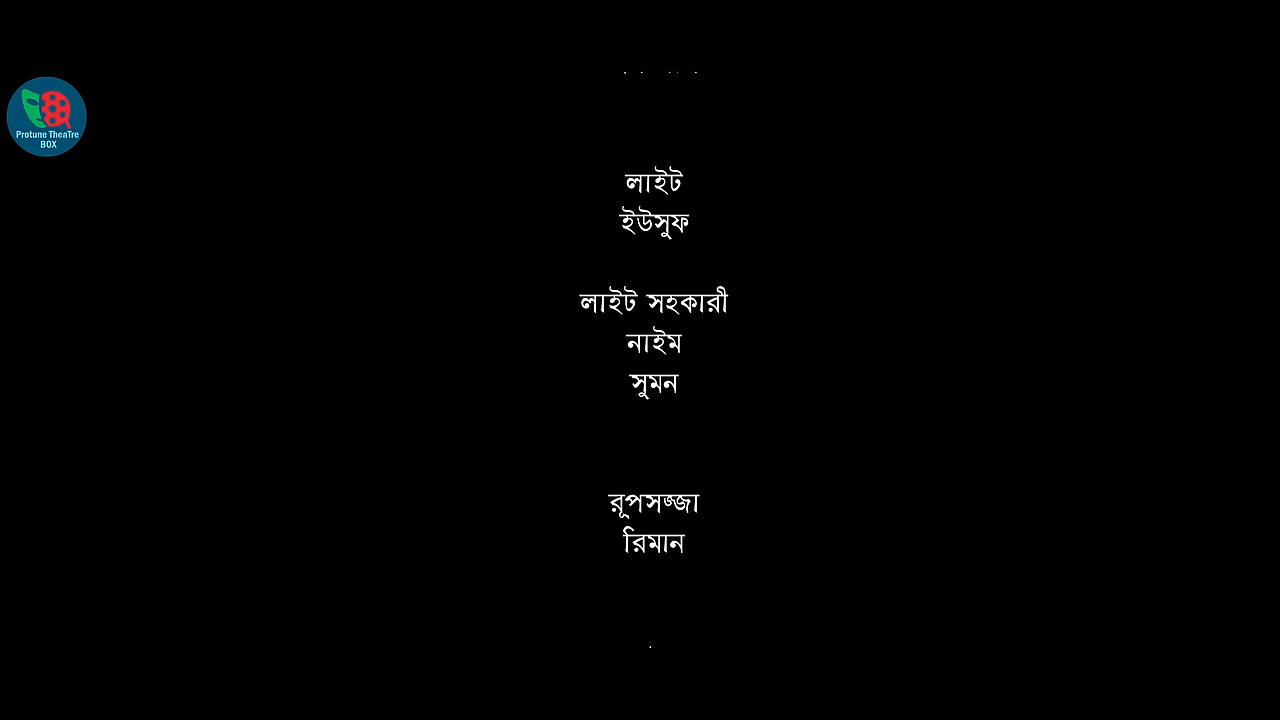 Protune TheaTre
BOX
লাইট
ইউসুফ
লাইট সহকারী
নাইম
সুমন
রূপসজ্জা
রিমান